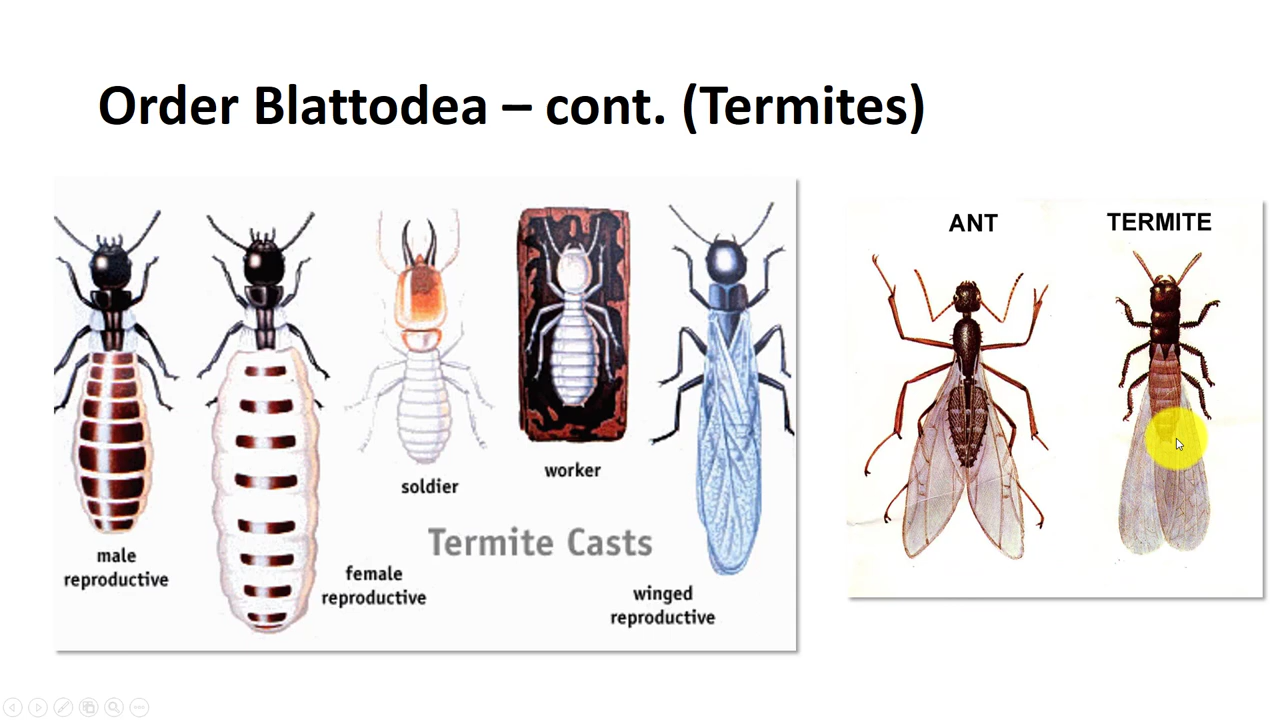 Order Blattodea – cont. (Termites)
male
reproductive
female
reproductive
soldier
worker
Termite Casts
winged
reproductive
ANT
TERMITE